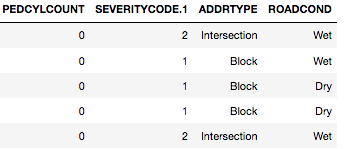 PEDCYLCOUNT SEVERITYCODE.1 ADDRTYPE ROADCOND
0 2 Intersection Wet
0 1 Block Wet
0 1 Block Dry
0 1 Block Dry
0 2 Intersection Wet